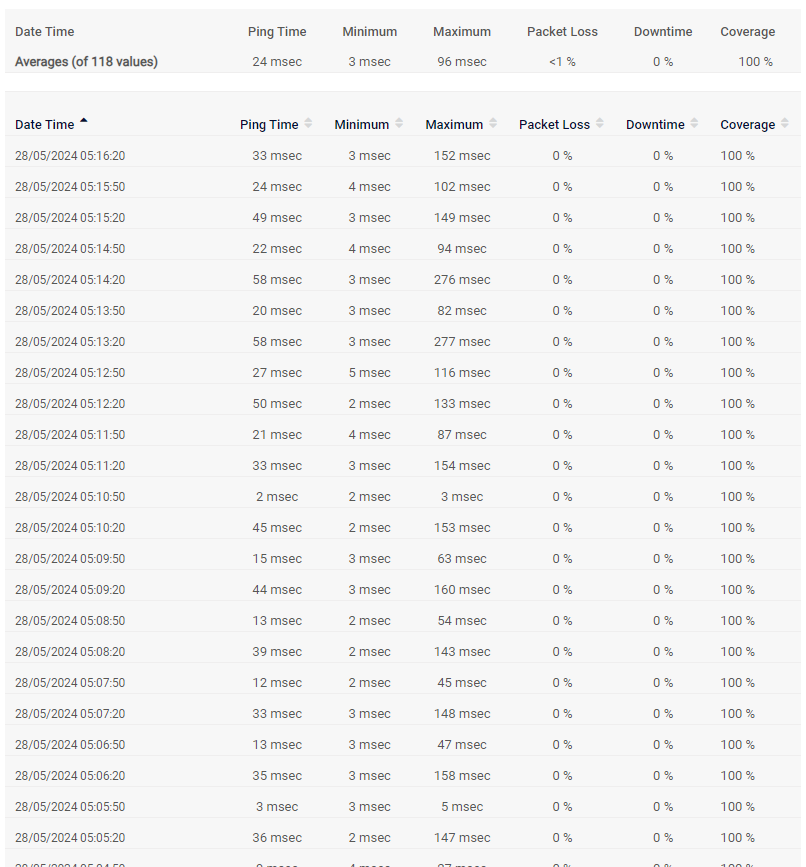 Date Time Ping Time Minimum Maximum Packet Loss Downtime Coverage
Averages (of 118 values) 24 msec 3 msec 96 msec <1 % 0 % 100 %
Date Time Ping Time Minimum Maximum Packet Loss Downtime Coverage
28/05/2024 05:16:20 33 msec 3 msec 152 msec 0 % 0 % 100 %
28/05/2024 05:15:50 24 msec 4 msec 102 msec 0 % 0 % 100 %
28/05/2024 05:15:20 49 msec 3 msec 149 msec 0 % 0 % 100 %
28/05/2024 05:14:50 22 msec 4 msec 94 msec 0 % 0 % 100 %
28/05/2024 05:14:20 58 msec 3 msec 276 msec 0 % 0 % 100 %
28/05/2024 05:13:50 20 msec 3 msec 82 msec 0 % 0 % 100 %
28/05/2024 05:13:20 58 msec 3 msec 277 msec 0 % 0 % 100 %
28/05/2024 05:12:50 27 msec 5 msec 116 msec 0 % 0 % 100 %
28/05/2024 05:12:20 50 msec 2 msec 133 msec 0 % 0 % 100 %
28/05/2024 05:11:50 21 msec 4 msec 87 msec 0 % 0 % 100 %
28/05/2024 05:11:20 33 msec 3 msec 154 msec 0 % 0 % 100 %
28/05/2024 05:10:50 2 msec 2 msec 3 msec 0 % 0 % 100 %
28/05/2024 05:10:20 45 msec 2 msec 153 msec 0 % 0 % 100 %
28/05/2024 05:09:50 15 msec 3 msec 63 msec 0 % 0 % 100 %
28/05/2024 05:09:20 44 msec 3 msec 160 msec 0 % 0 % 100 %
28/05/2024 05:08:50 13 msec 2 msec 54 msec 0 % 0 % 100 %
28/05/2024 05:08:20 39 msec 2 msec 143 msec 0 % 0 % 100 %
28/05/2024 05:07:50 12 msec 2 msec 45 msec 0 % 0 % 100 %
28/05/2024 05:07:20 33 msec 3 msec 148 msec 0 % 0 % 100 %
28/05/2024 05:06:50 13 msec 3 msec 47 msec 0 % 0 % 100 %
28/05/2024 05:06:20 35 msec 3 msec 158 msec 0 % 0 % 100 %
28/05/2024 05:05:50 3 msec 3 msec 5 msec 0 % 0 % 100 %
28/05/2024 05:05:20 36 msec 2 msec 147 msec 0 % 0 % 100 %